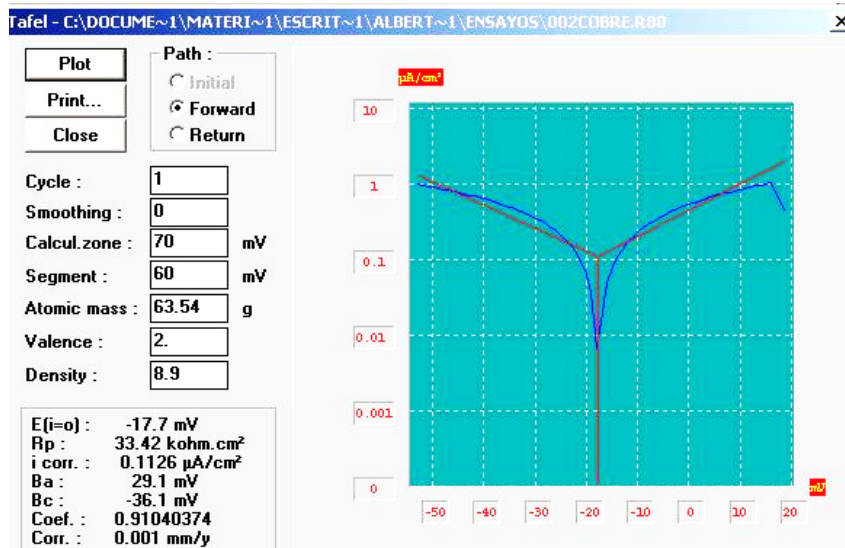 Tafel - C:\DOCUME~1\MATERI~1\ESCRIT~1\ALBERT~1\ENSAYOS\002COBRE.R80
Plot
Print...
Close
Path :
Initial
Forward
Return
Cycle : 1
Smoothing : 0
Calcul.zone : 70 mV
Segment : 60 mV
Atomic mass : 63.54 g
Valence : 2.
Density : 8.9
E(i=o) : -17.7 mV
Rp : 33.42 kohm.cm²
i corr. : 0.1126 µA/cm²
Ba : 29.1 mV
Bc : -36.1 mV
Coef. : 0.91040374
Corr. : 0.001 mm/y
µA/cm²
10
1
0.1
0.01
0.001
0
-50 -40 -30 -20 -10 0 10 20
mV